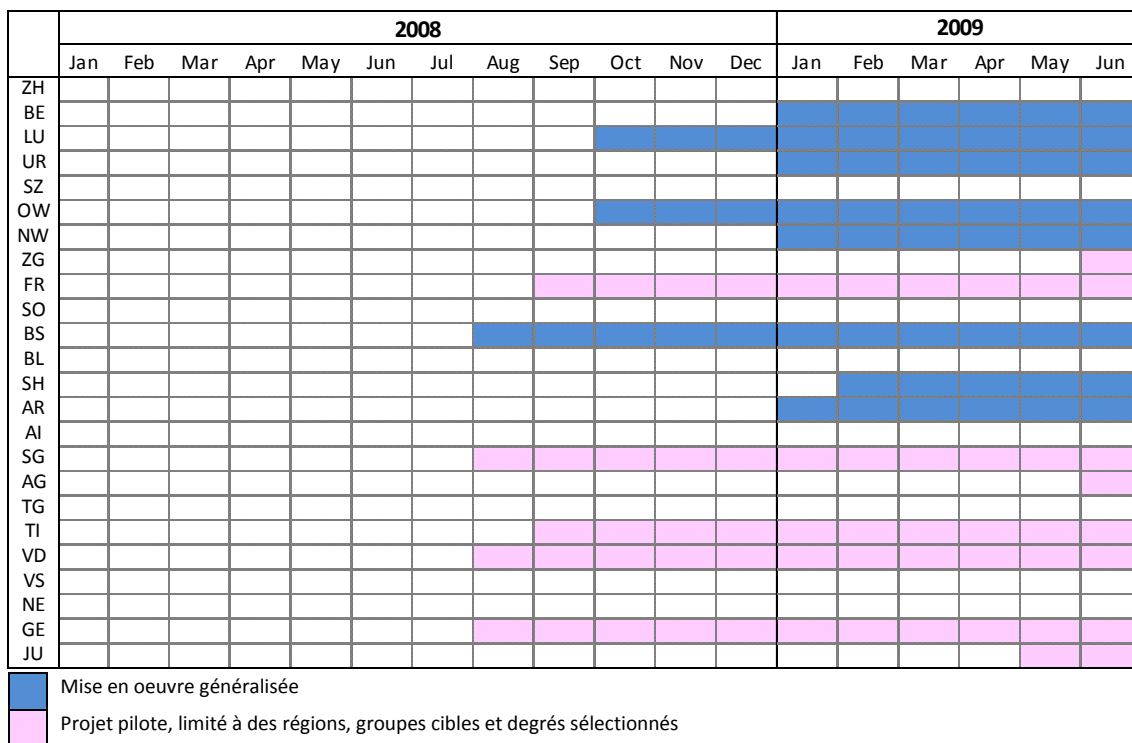 2008 2009
Jan Feb Mar Apr May Jun Jul Aug Sep Oct Nov Dec Jan Feb Mar Apr May Jun
ZH
BE
LU
UR
SZ
OW
NW
ZG
FR
SO
BS
BL
SH
AR
AI
SG
AG
TG
TI
VD
VS
NE
GE
JU
Mise en oeuvre généralisée
Projet pilote, limité à des régions, groupes cibles et degrés sélectionnés